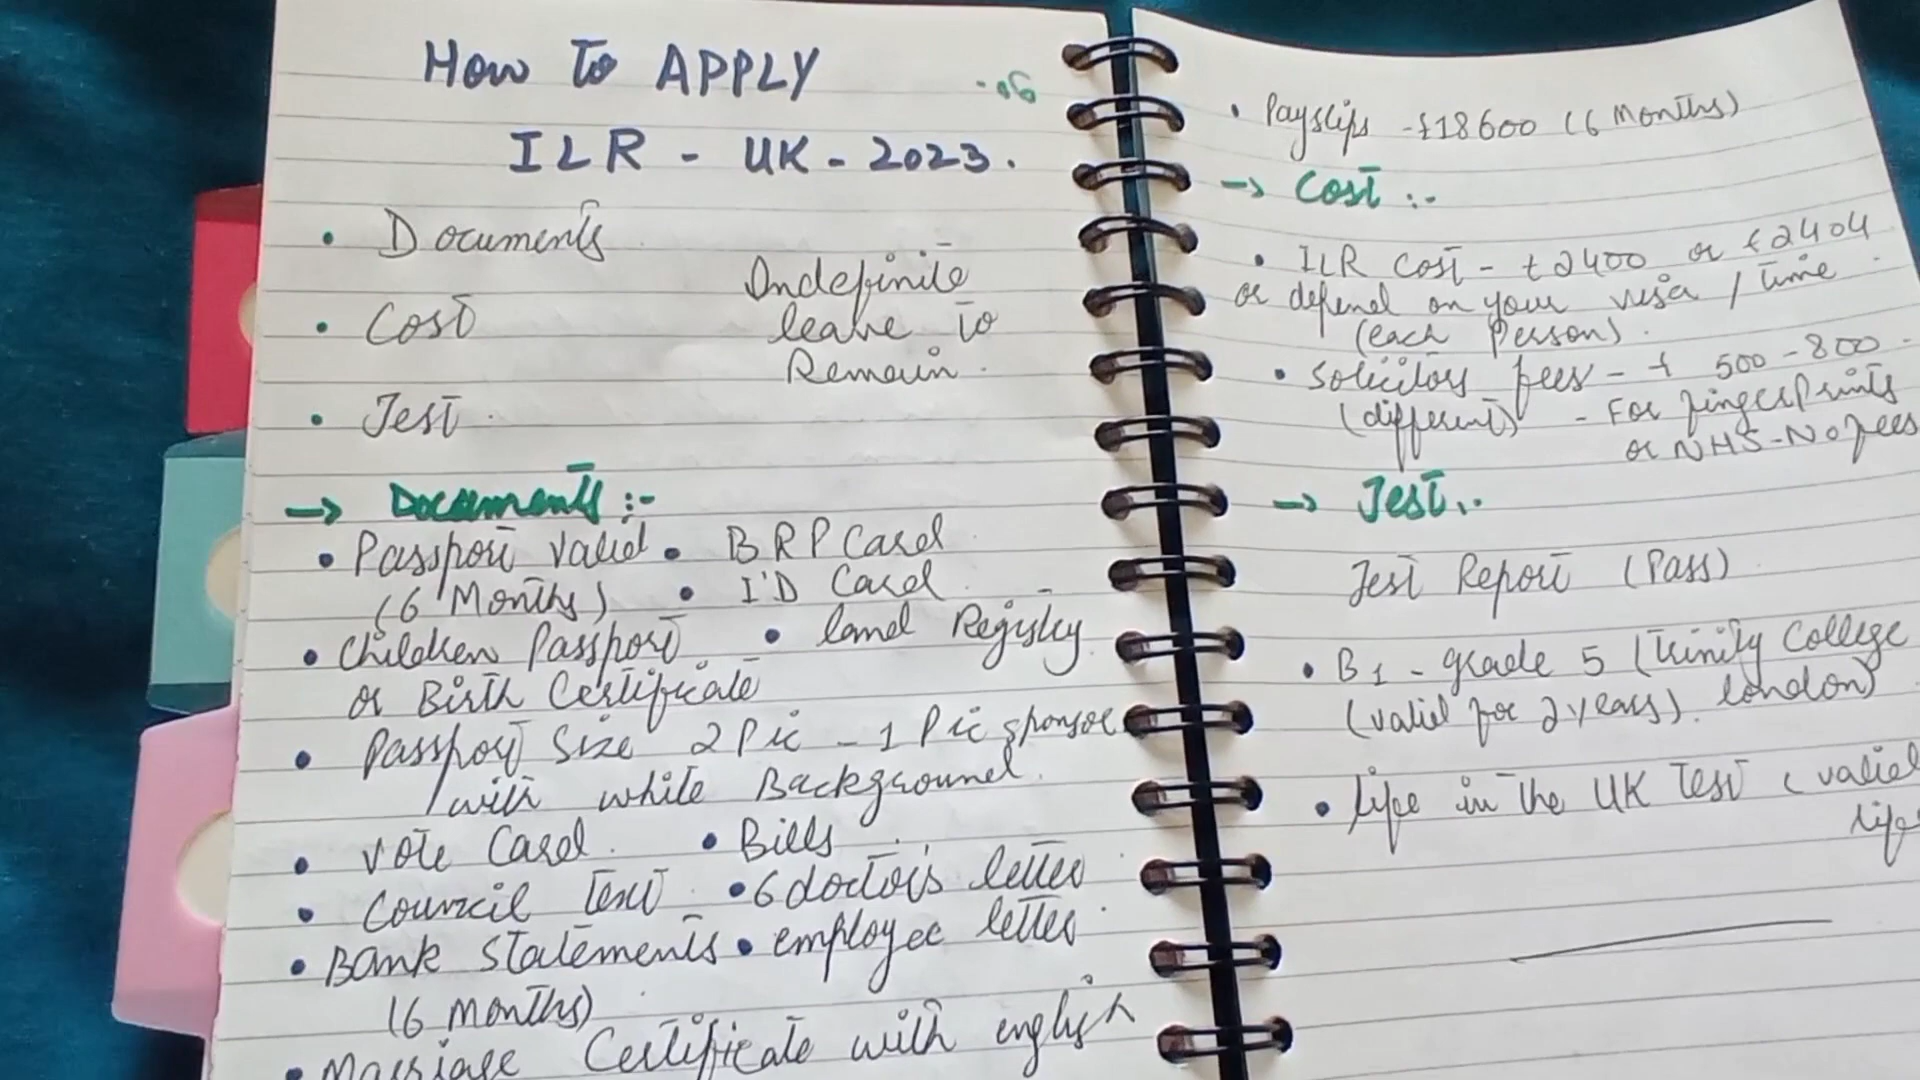 How To APPLY
ILR - UK - 2023.
• Documents
• Cost
• Test
Indefinite
leave To
Remain.
→ Documents :-
• Passport valid
(6 Months)
• BRP Card
• I'D Card
• Children Passport
or Birth Certificate
• land Registry
• Passport Size 2 Pic - 1 Pic sponsor
with white Background.
• Vote Card.
• Bills
• Council
• 6 doctor's letter
• Bank statements
(6 months)
• employee letter
• Marriage Certificate with english
• Payslips - £18600 (6 Months)
→ Cost :-
• ILR Cost - £2400 or £2404
or depend on your visa / Time
(each Person).
• Solicitors fees - £ 500 - 800
(different) - For fingerprints
or NHS - No fees
→ Test :-
Test Report (Pass)
• B1 - grade 5 (Trinity College
London)
(valid for 2 years).
• life in the UK Test (valid
life